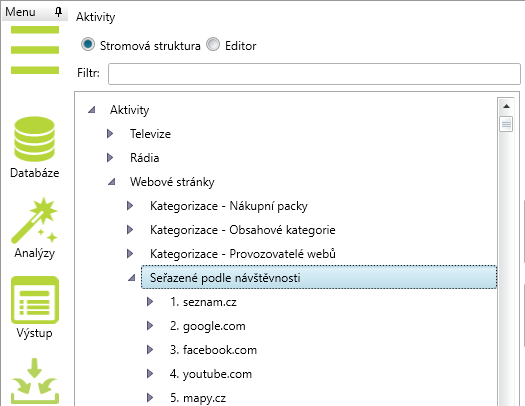 Menu
Aktivity
Stromová struktura
Editor
Filtr:
Databáze
Analýzy
Výstup
Aktivity
Televize
Rádia
Webové stránky
Kategorizace - Nákupní packy
Kategorizace - Obsahové kategorie
Kategorizace - Provozovatelé webů
Seřazené podle návštěvnosti
1. seznam.cz
2. google.com
3. facebook.com
4. youtube.com
5. mapy.cz